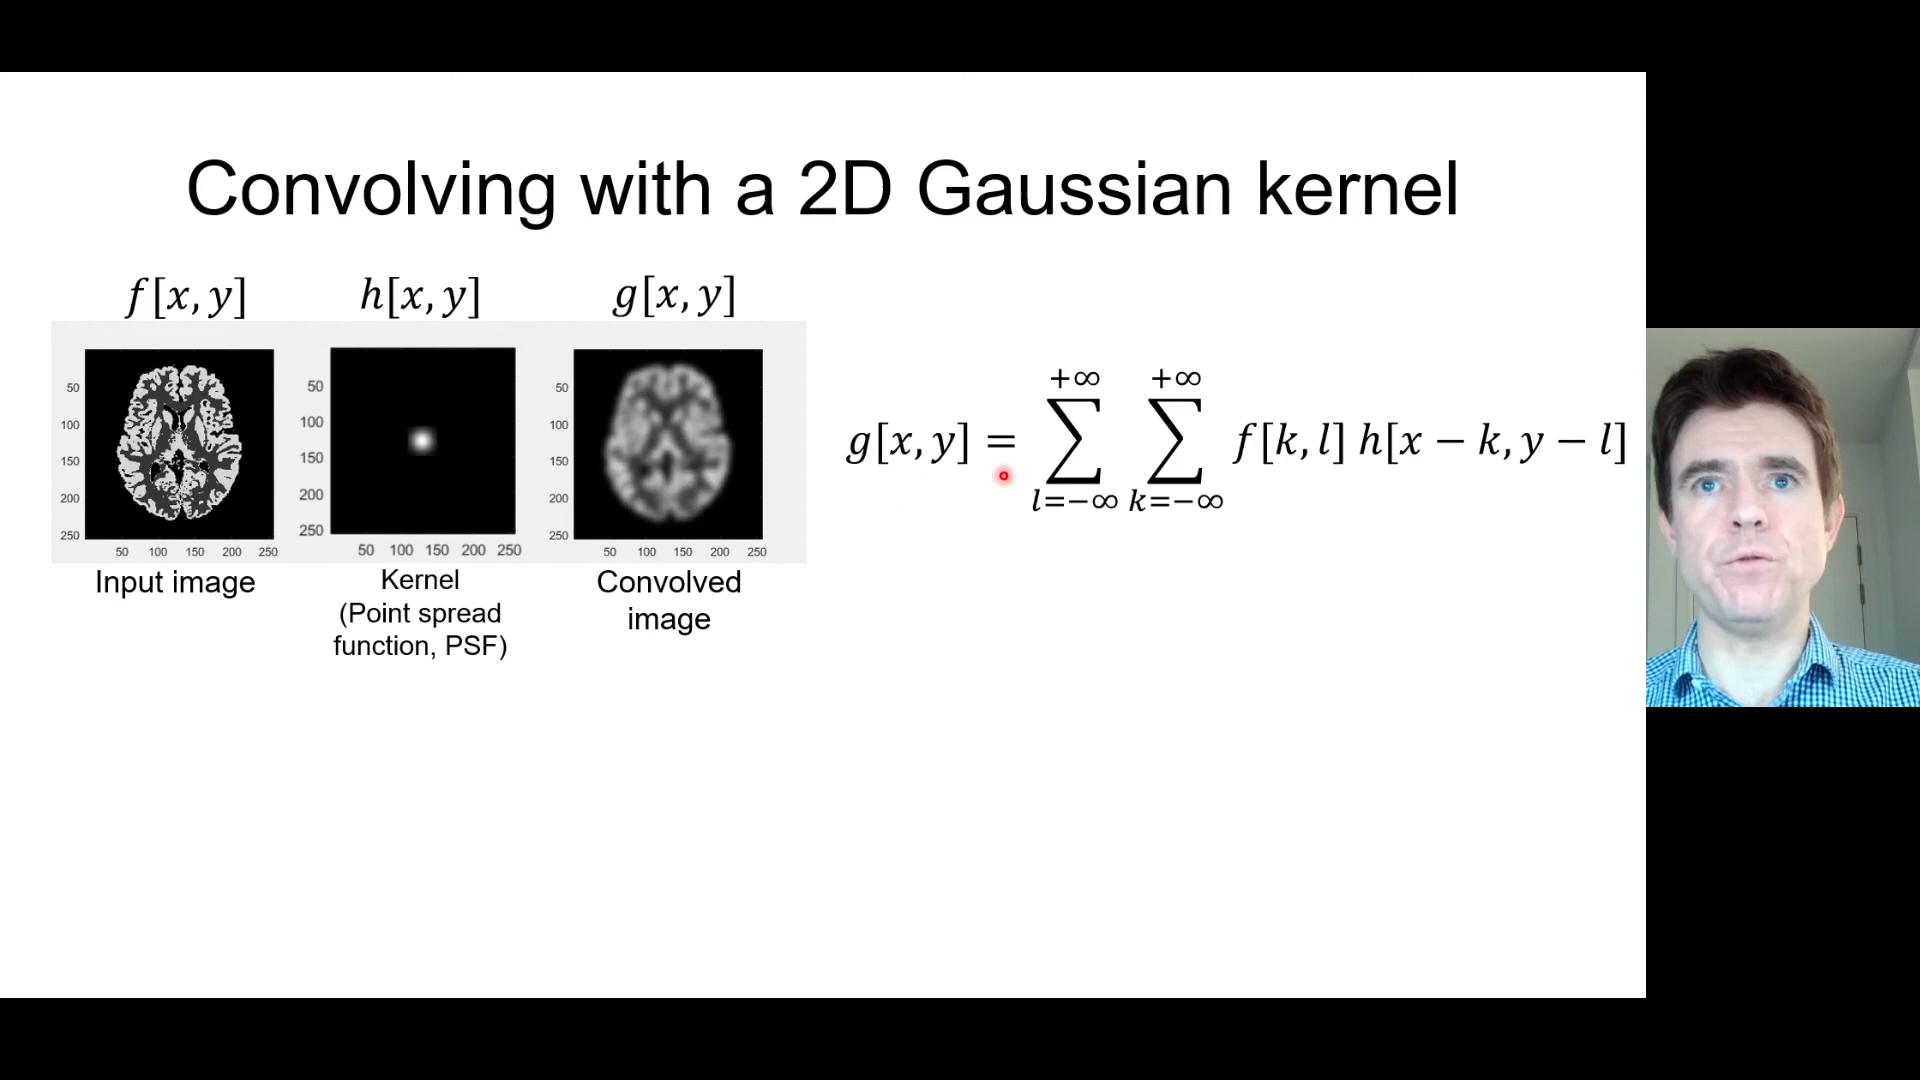 Convolving with a 2D Gaussian kernel
f[x, y]
h[x, y]
g[x, y]
50
100
150
200
250
50 100 150 200 250
50
100
150
200
250
50 100 150 200 250
50
100
150
200
250
50 100 150 200 250
Input image
Kernel
(Point spread
function, PSF)
Convolved
image
+∞ +∞
g[x, y] = ∑ ∑ f[k, l] h[x − k, y − l]
l=−∞ k=−∞